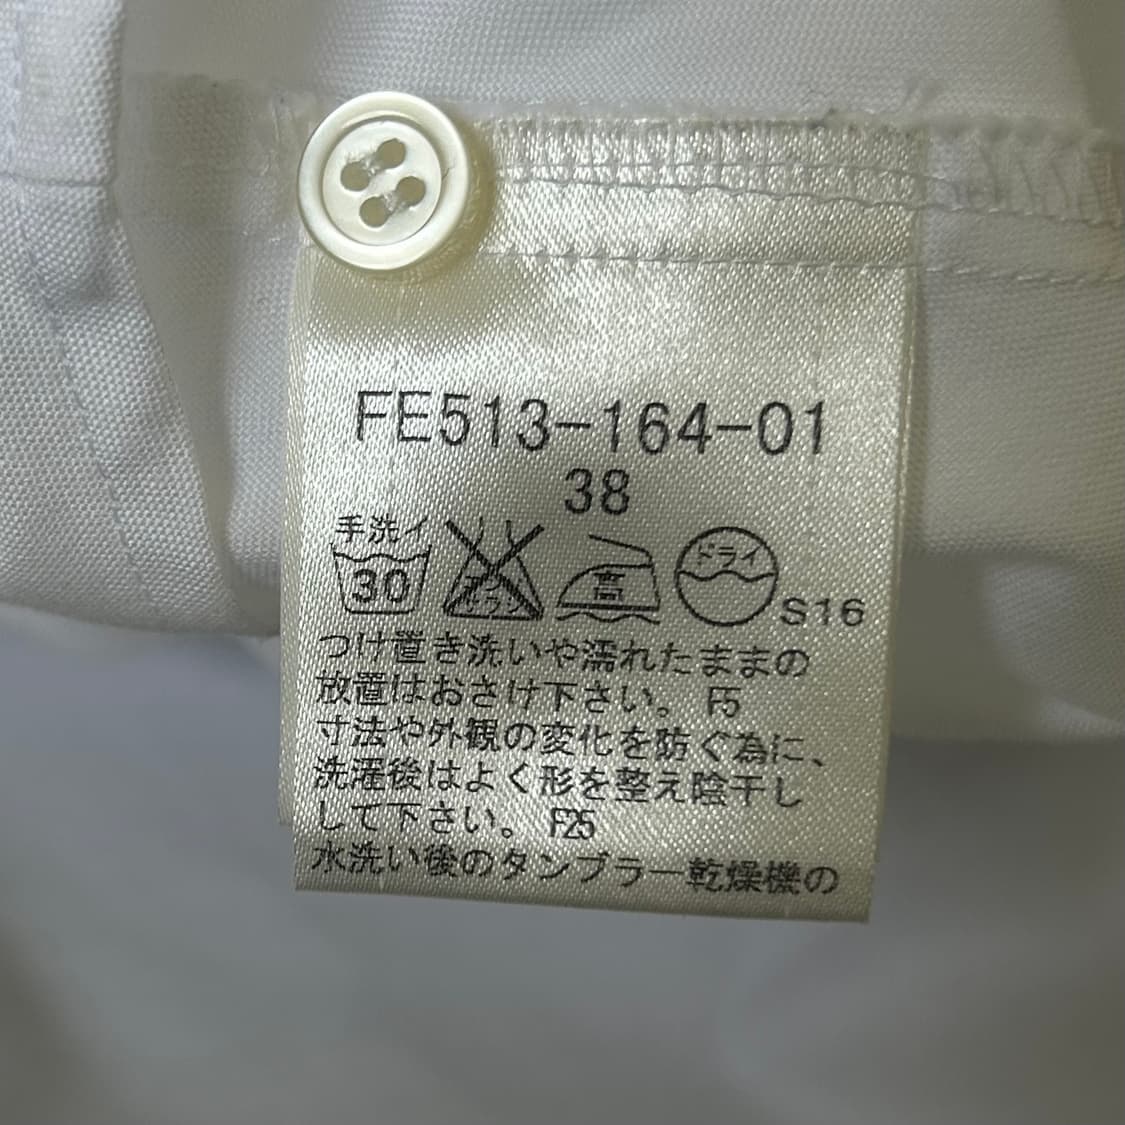 FE513-164-01
38
手洗イ
30
エンソ
サラシ
高
ドライ
S16
つけ置き洗いや濡れたままの
放置はおさけ下さい。 F5
寸法や外観の変化を防ぐ為に、
洗濯後はよく形を整え陰干し
して下さい。 F25
水洗い後のタンブラー乾燥機の